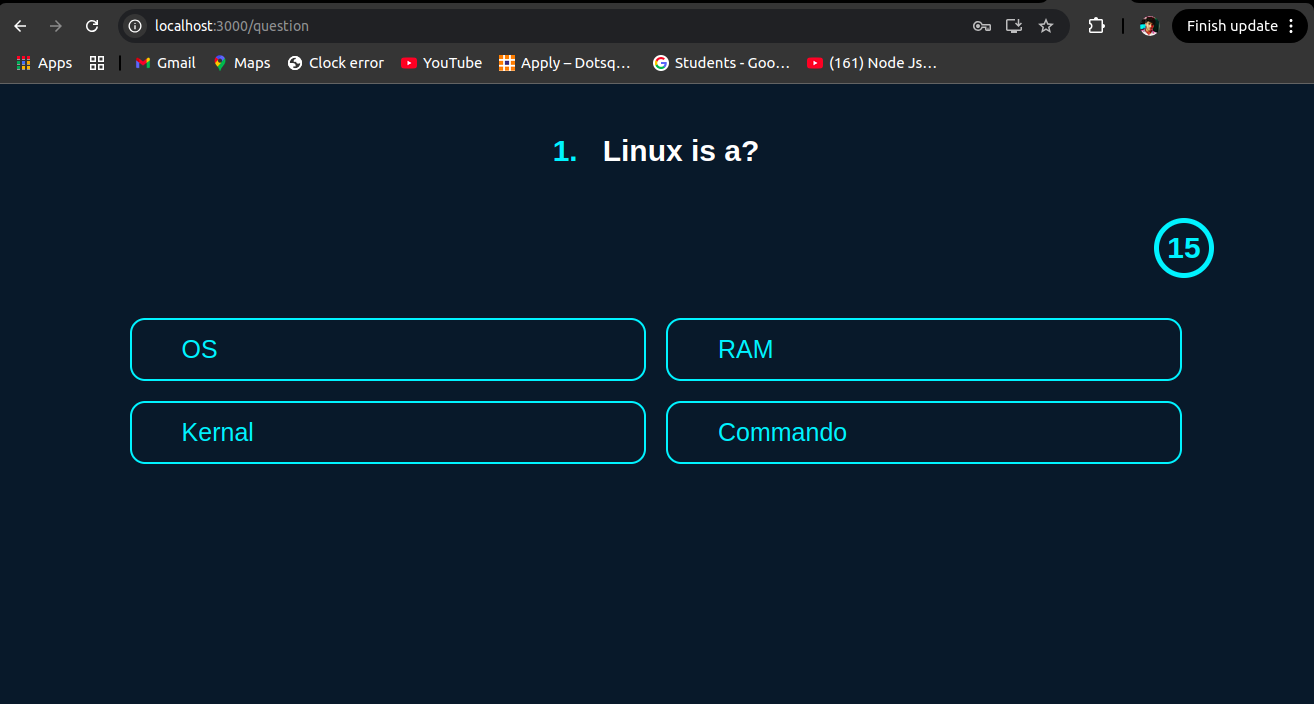 localhost:3000/question
Finish update
Apps Gmail Maps Clock error YouTube Apply – Dotsq… Students - Goo… (161) Node Js…
1. Linux is a?
15
OS RAM
Kernal Commando